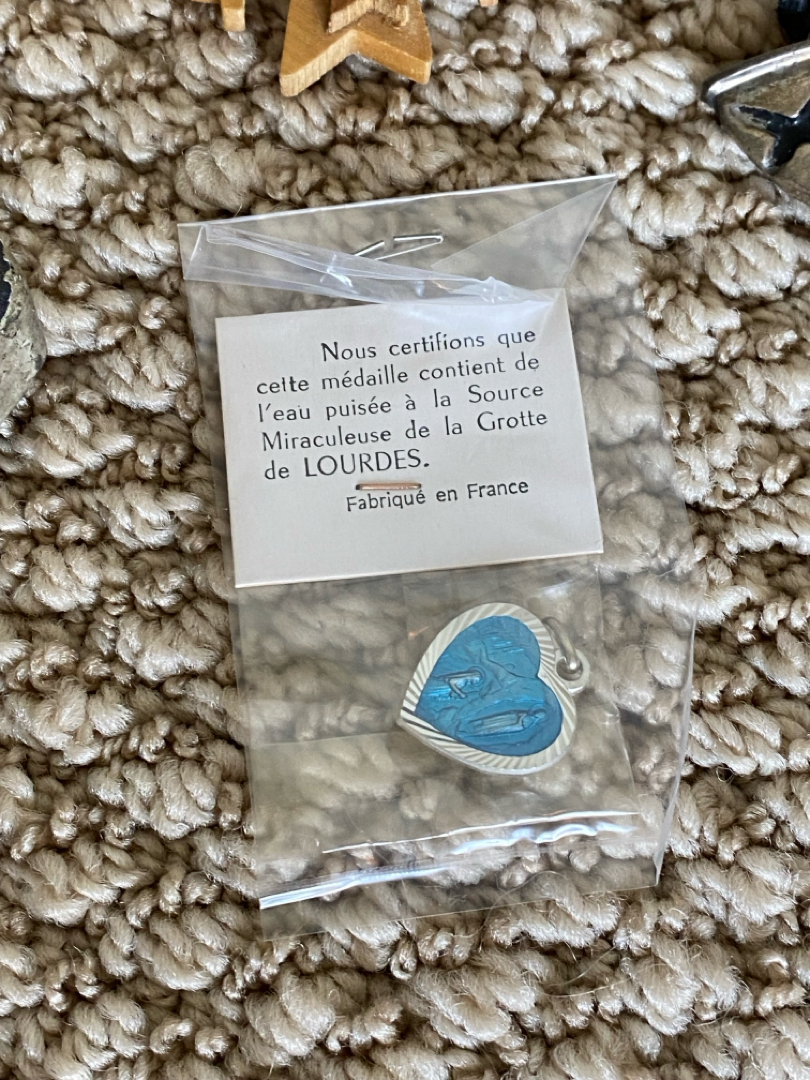 Nous certifions que
cette médaille contient de
l'eau puisée à la Source
Miraculeuse de la Grotte
de LOURDES.
Fabriqué en France